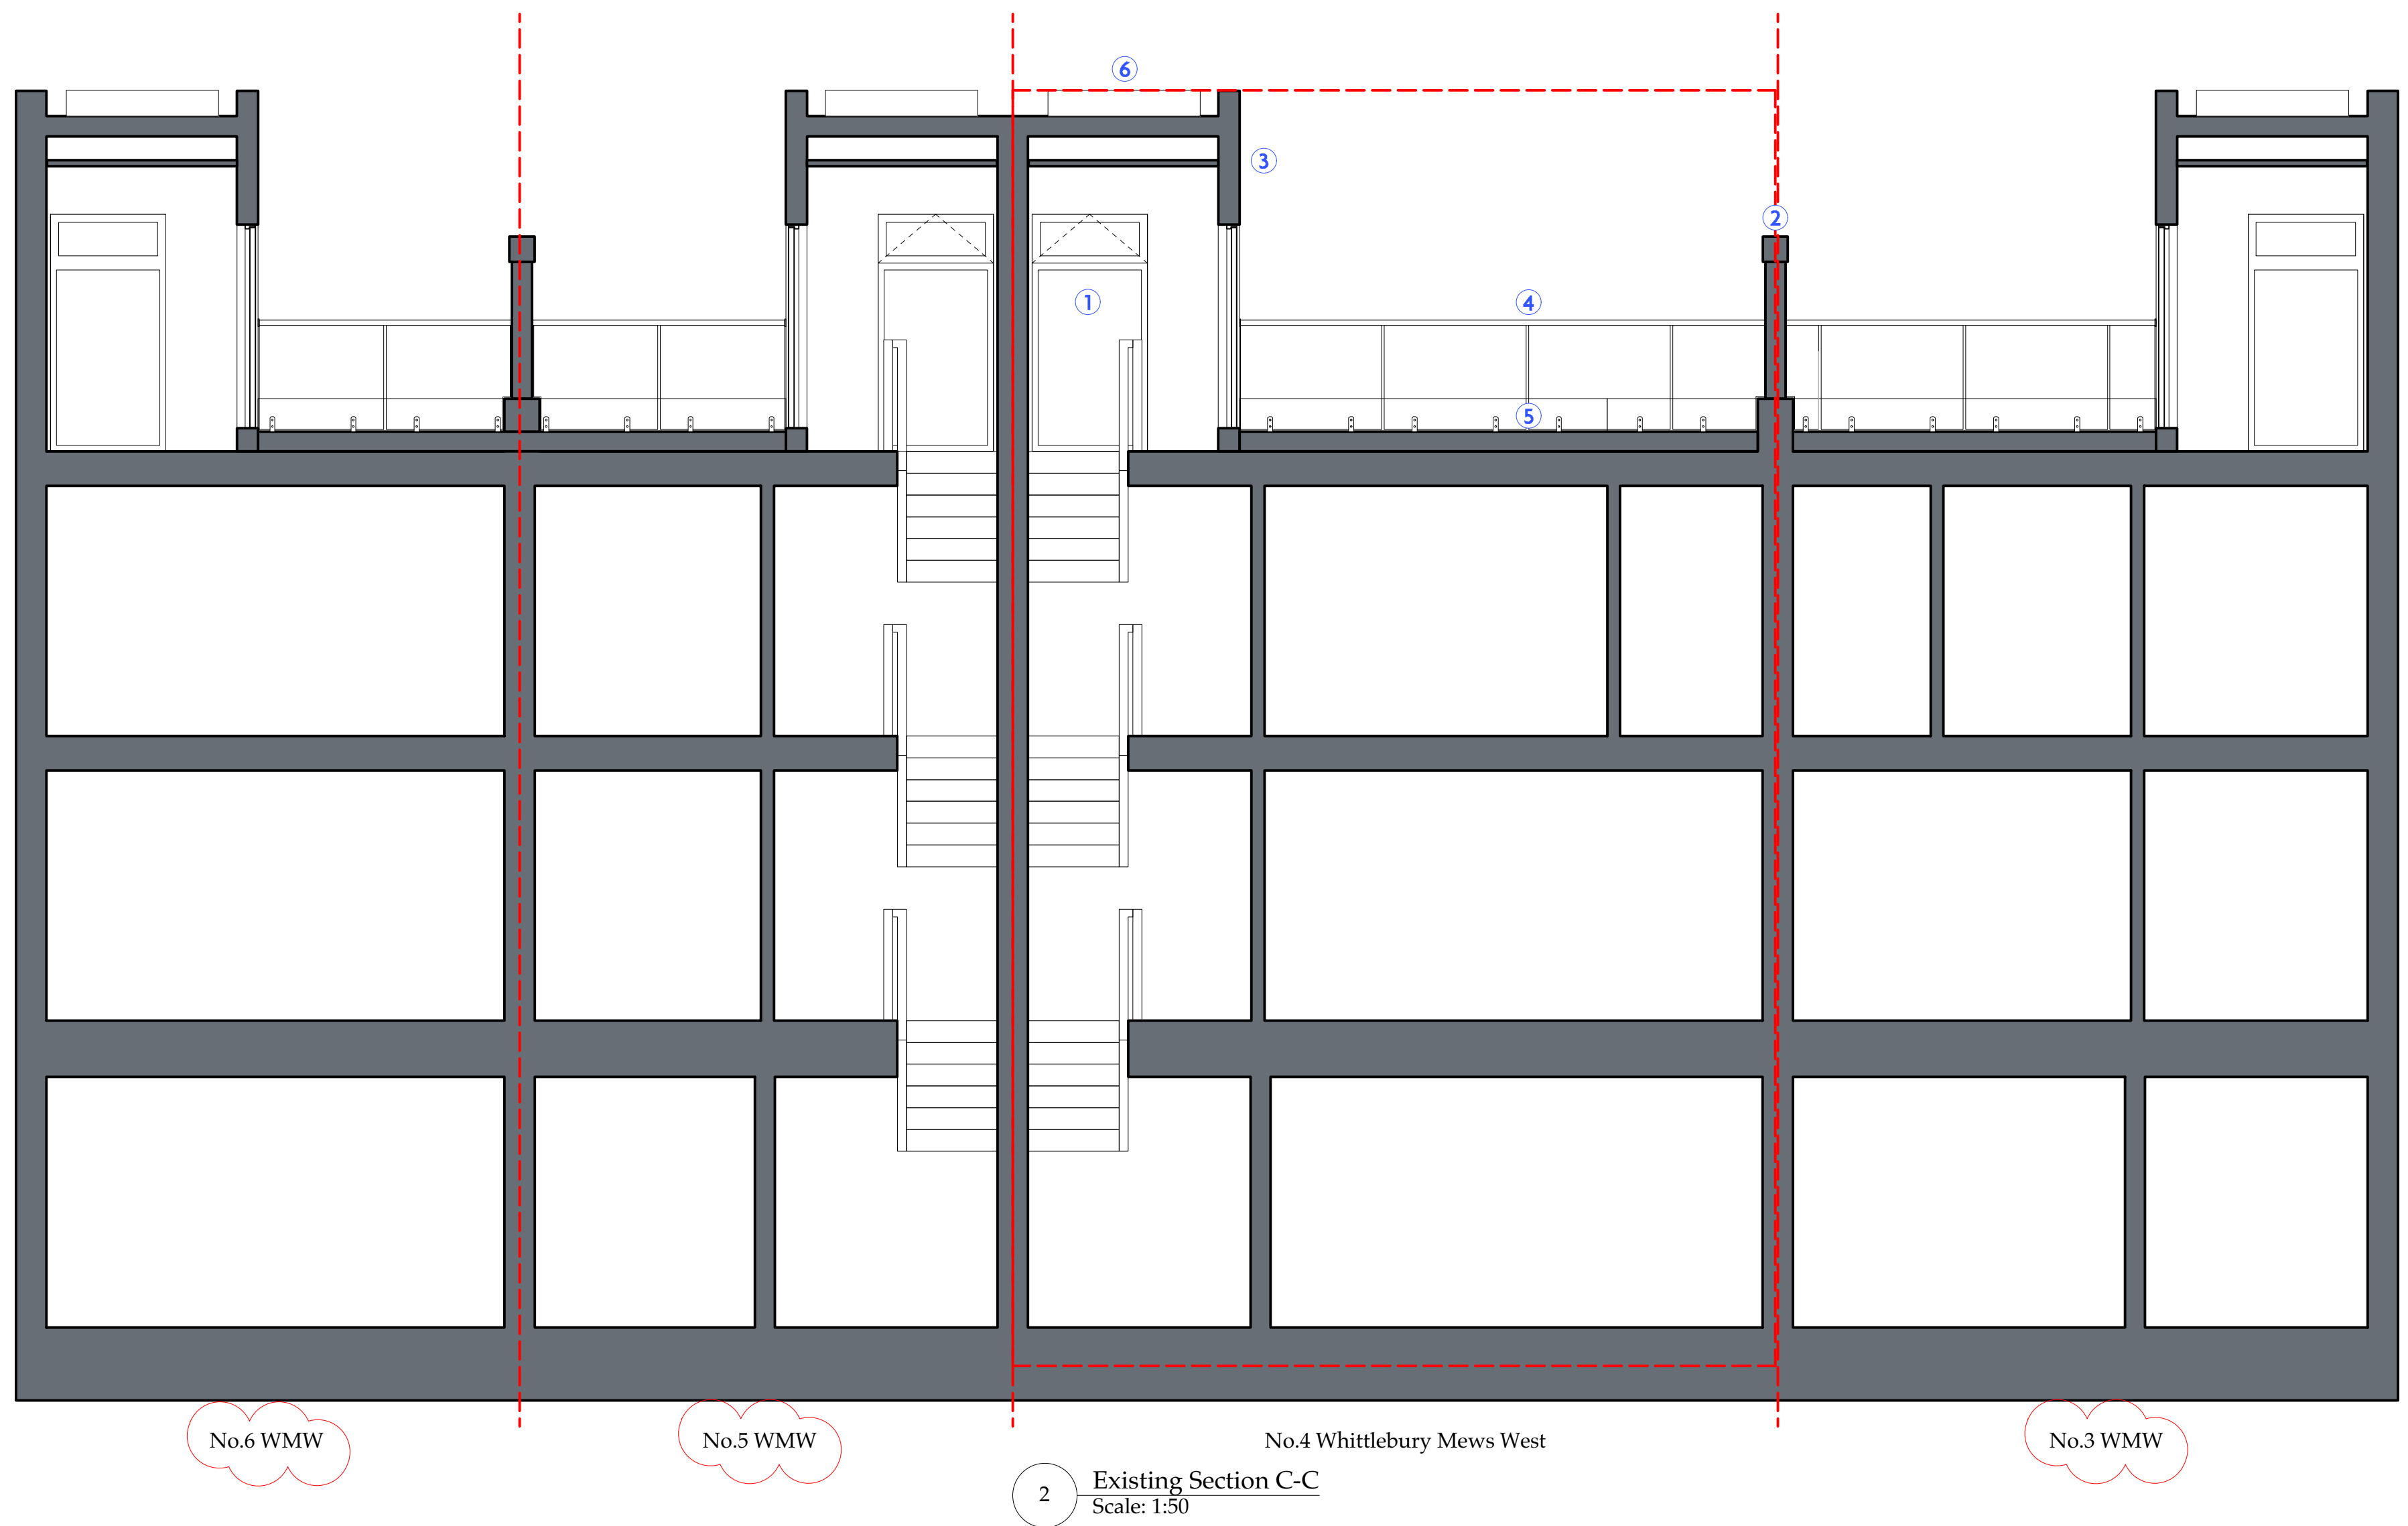 ⑥
③
②
①
④
⑤
No.6 WMW
No.5 WMW
No.4 Whittlebury Mews West
No.3 WMW
2
Existing Section C-C
Scale: 1:50